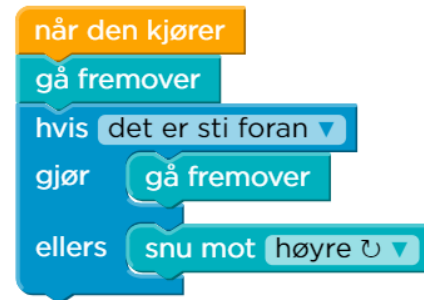 når den kjører
gå fremover
hvis det er sti foran ▼
gjør gå fremover
ellers snu mot høyre ↻ ▼